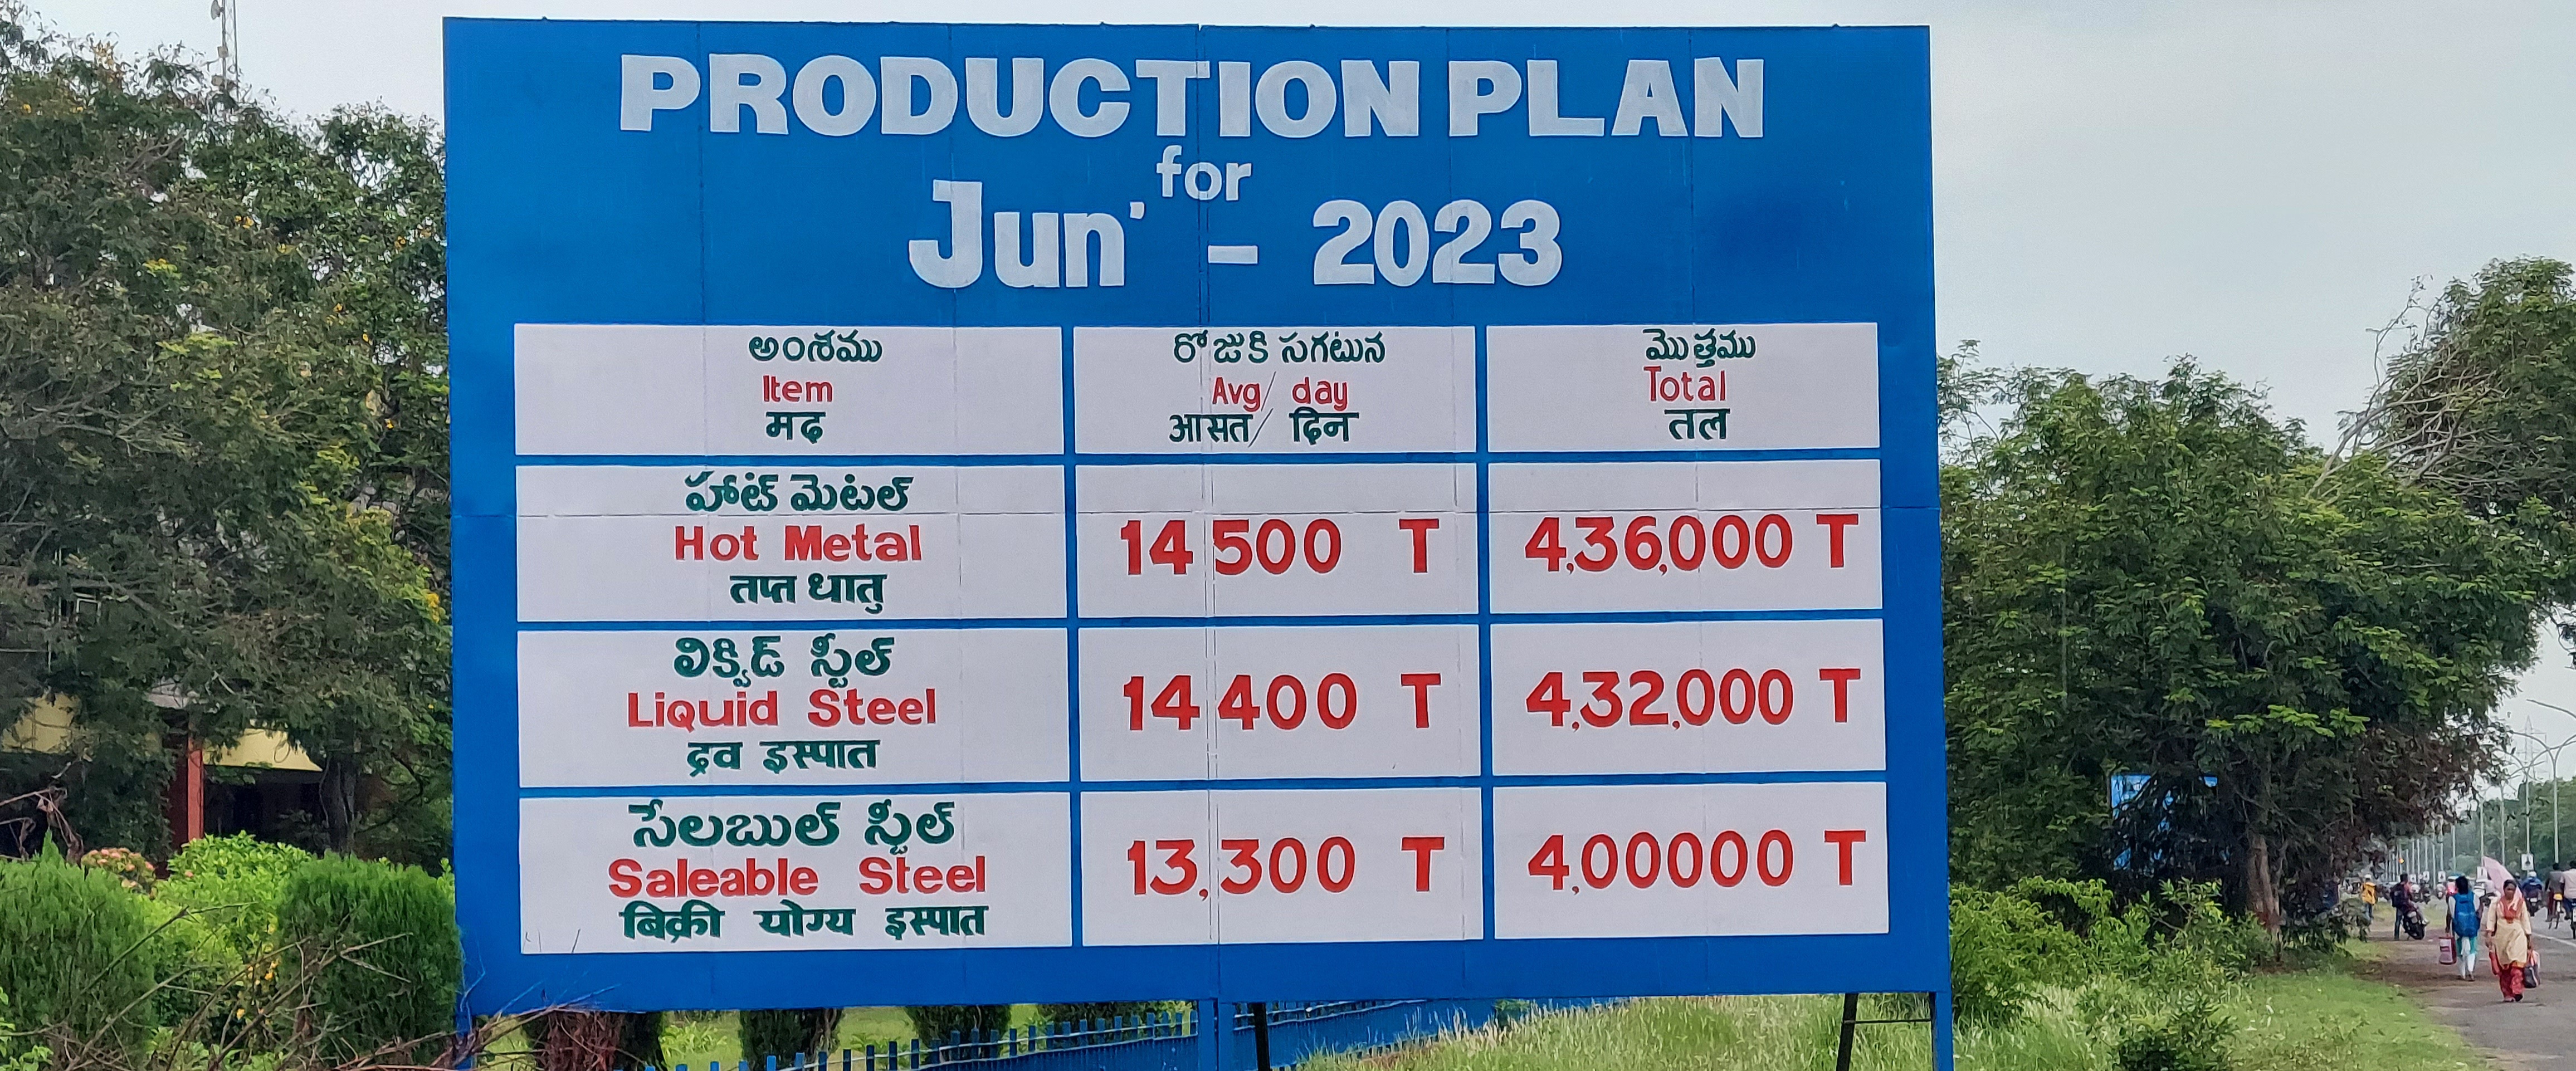 PRODUCTION PLAN
for
Jun' - 2023
అంశము
Item
मद
రోజుకి సగటున
Avg/ day
आसत/ दिन
మొత్తము
Total
तल
హాట్ మెటల్
Hot Metal
तप्त धातु
14 500 T
4,36,000 T
లిక్విడ్ స్టీల్
Liquid Steel
द्रव इस्पात
14 400 T
4,32,000 T
సేలబుల్ స్టీల్
Saleable Steel
बिक्री योग्य इस्पात
13,300 T
4,00000 T